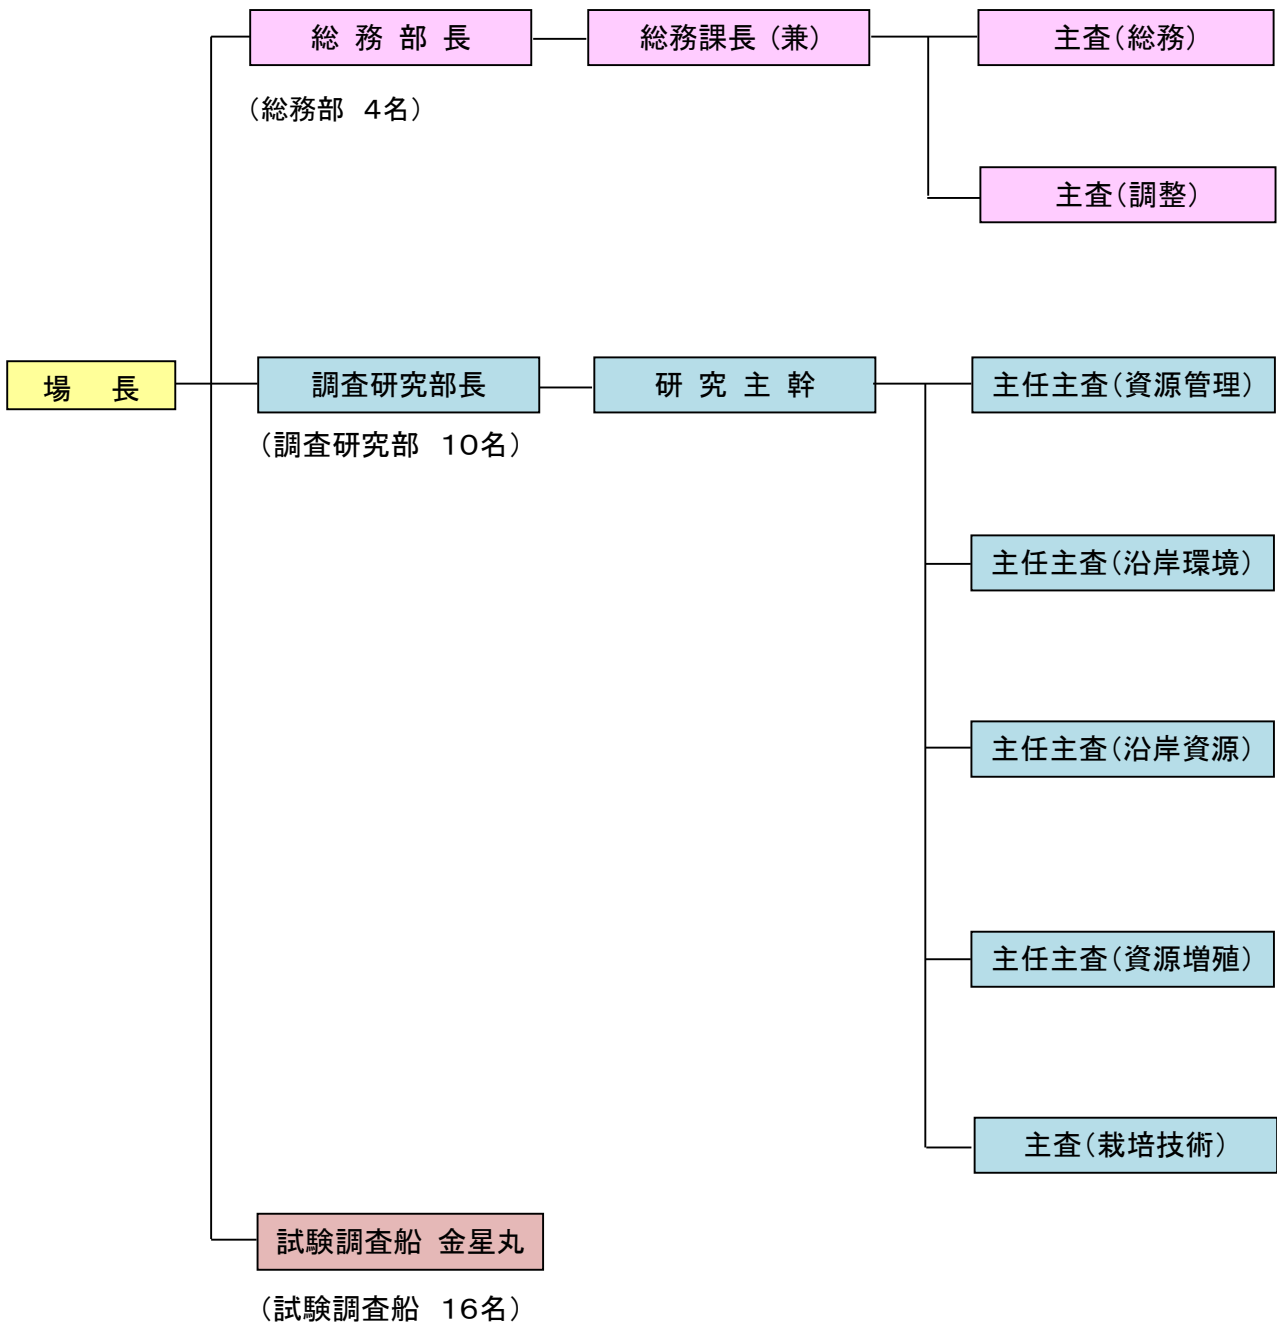 総 務 部 長
総務課長（兼）
主査（総務）
（総務部　4名）
主査（調整）
場　長
調査研究部長
研 究 主 幹
主任主査（資源管理）
（調査研究部　10名）
主任主査（沿岸環境）
主任主査（沿岸資源）
主任主査（資源増殖）
主査（栽培技術）
試験調査船 金星丸
（試験調査船　16名）